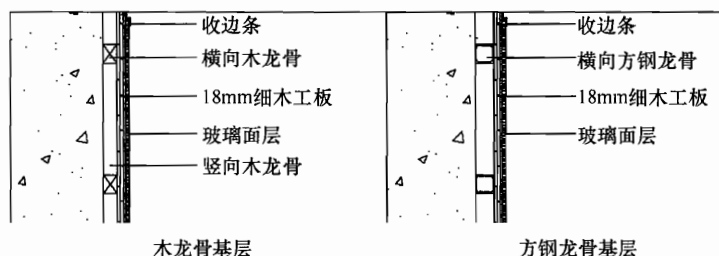 收边条
横向木龙骨
18mm细木工板
玻璃面层
竖向木龙骨
木龙骨基层
收边条
横向方钢龙骨
18mm细木工板
玻璃面层
方钢龙骨基层